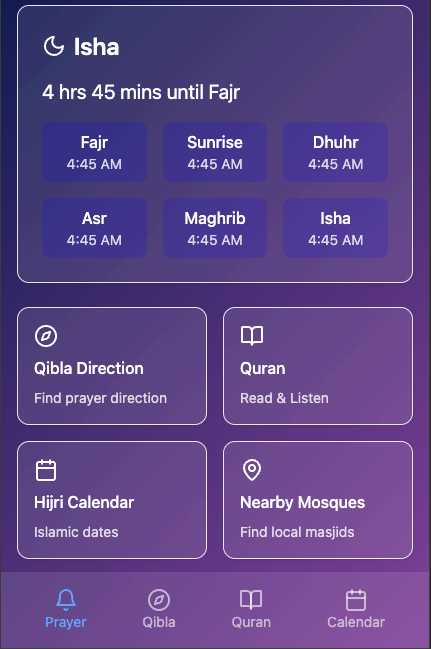 Isha
4 hrs 45 mins until Fajr
Fajr Sunrise Dhuhr
4:45 AM 4:45 AM 4:45 AM
Asr Maghrib Isha
4:45 AM 4:45 AM 4:45 AM
Qibla Direction Quran
Find prayer direction Read & Listen
Hijri Calendar Nearby Mosques
Islamic dates Find local masjids
Prayer Qibla Quran Calendar